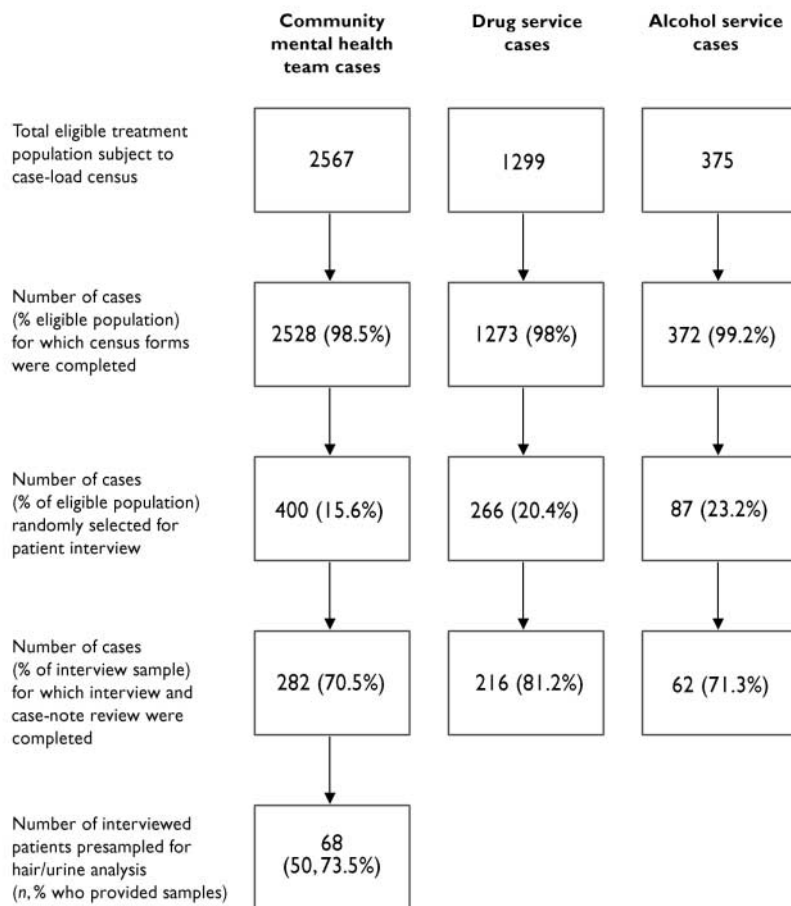 Community
mental health
team cases
Drug service
cases
Alcohol service
cases
Total eligible treatment
population subject to
case-load census
2567
1299
375
Number of cases
(% eligible population)
for which census forms
were completed
2528 (98.5%)
1273 (98%)
372 (99.2%)
Number of cases
(% of eligible population)
randomly selected for
patient interview
400 (15.6%)
266 (20.4%)
87 (23.2%)
Number of cases
(% of interview sample)
for which interview and
case-note review were
completed
282 (70.5%)
216 (81.2%)
62 (71.3%)
Number of interviewed
patients presampled for
hair/urine analysis
(n, % who provided samples)
68
(50, 73.5%)